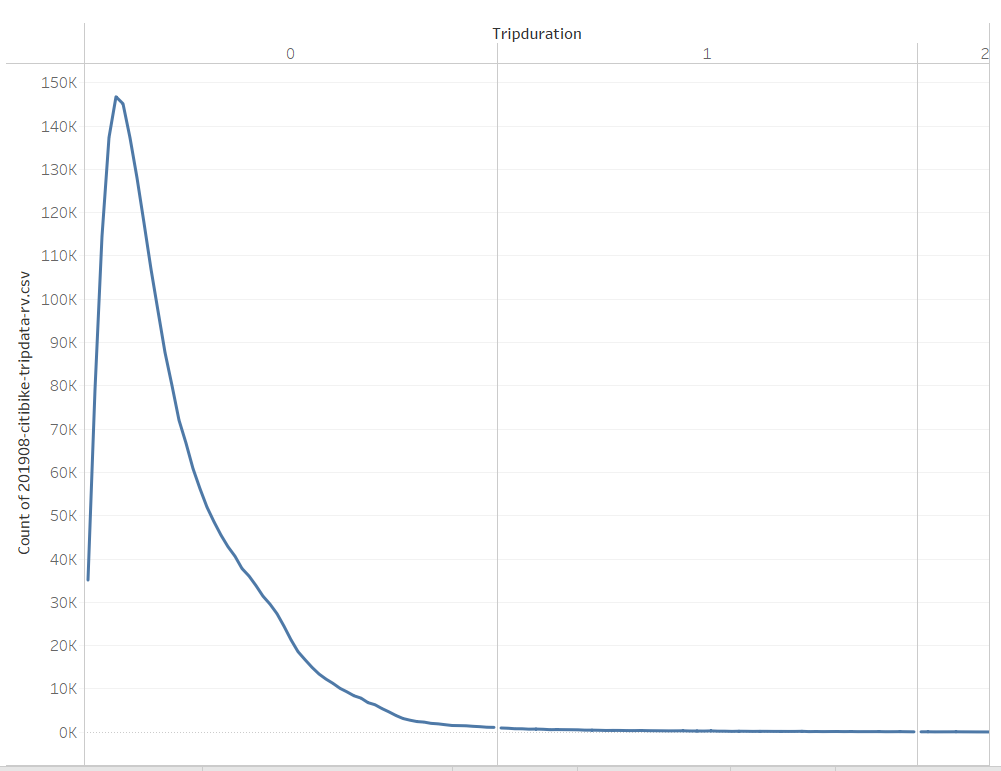 Tripduration
0
1
2
150K
140K
130K
120K
110K
100K
90K
80K
70K
60K
50K
40K
30K
20K
10K
0K
Count of 201908-citibike-tripdata-rv.csv